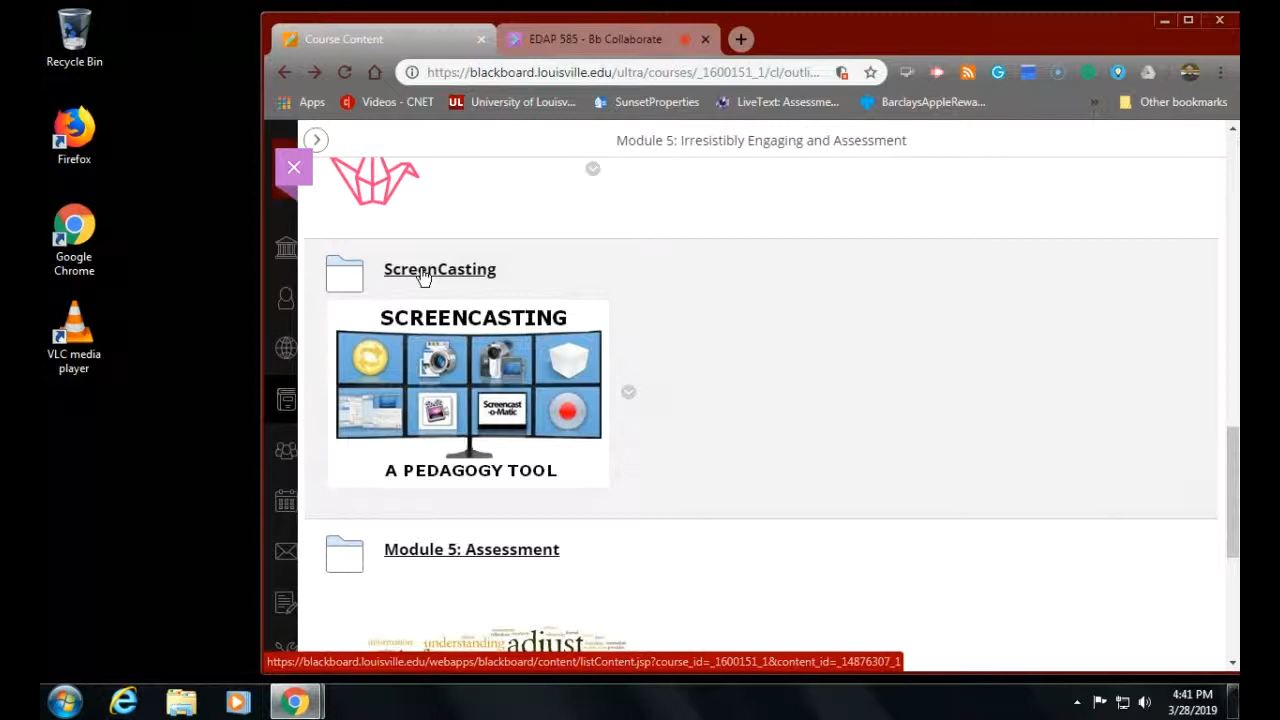 Recycle Bin
Firefox
Google
Chrome
VLC media
player
Course Content
EDAP 585 - Bb Collaborate
https://blackboard.louisville.edu/ultra/courses/_1600151_1/cl/outli...
Apps
Videos - CNET
UL University of Louisv...
SunsetProperties
LiveText: Assessme...
BarclaysAppleRewa...
»
Other bookmarks
Module 5: Irresistibly Engaging and Assessment
ScreenCasting
SCREENCASTING
Screencast
-o-Matic
A PEDAGOGY TOOL
Module 5: Assessment
information
understanding
adjust
https://blackboard.louisville.edu/webapps/blackboard/content/listContent.jsp?course_id=_1600151_1&content_id=_14876307_1
4:41 PM
3/28/2019